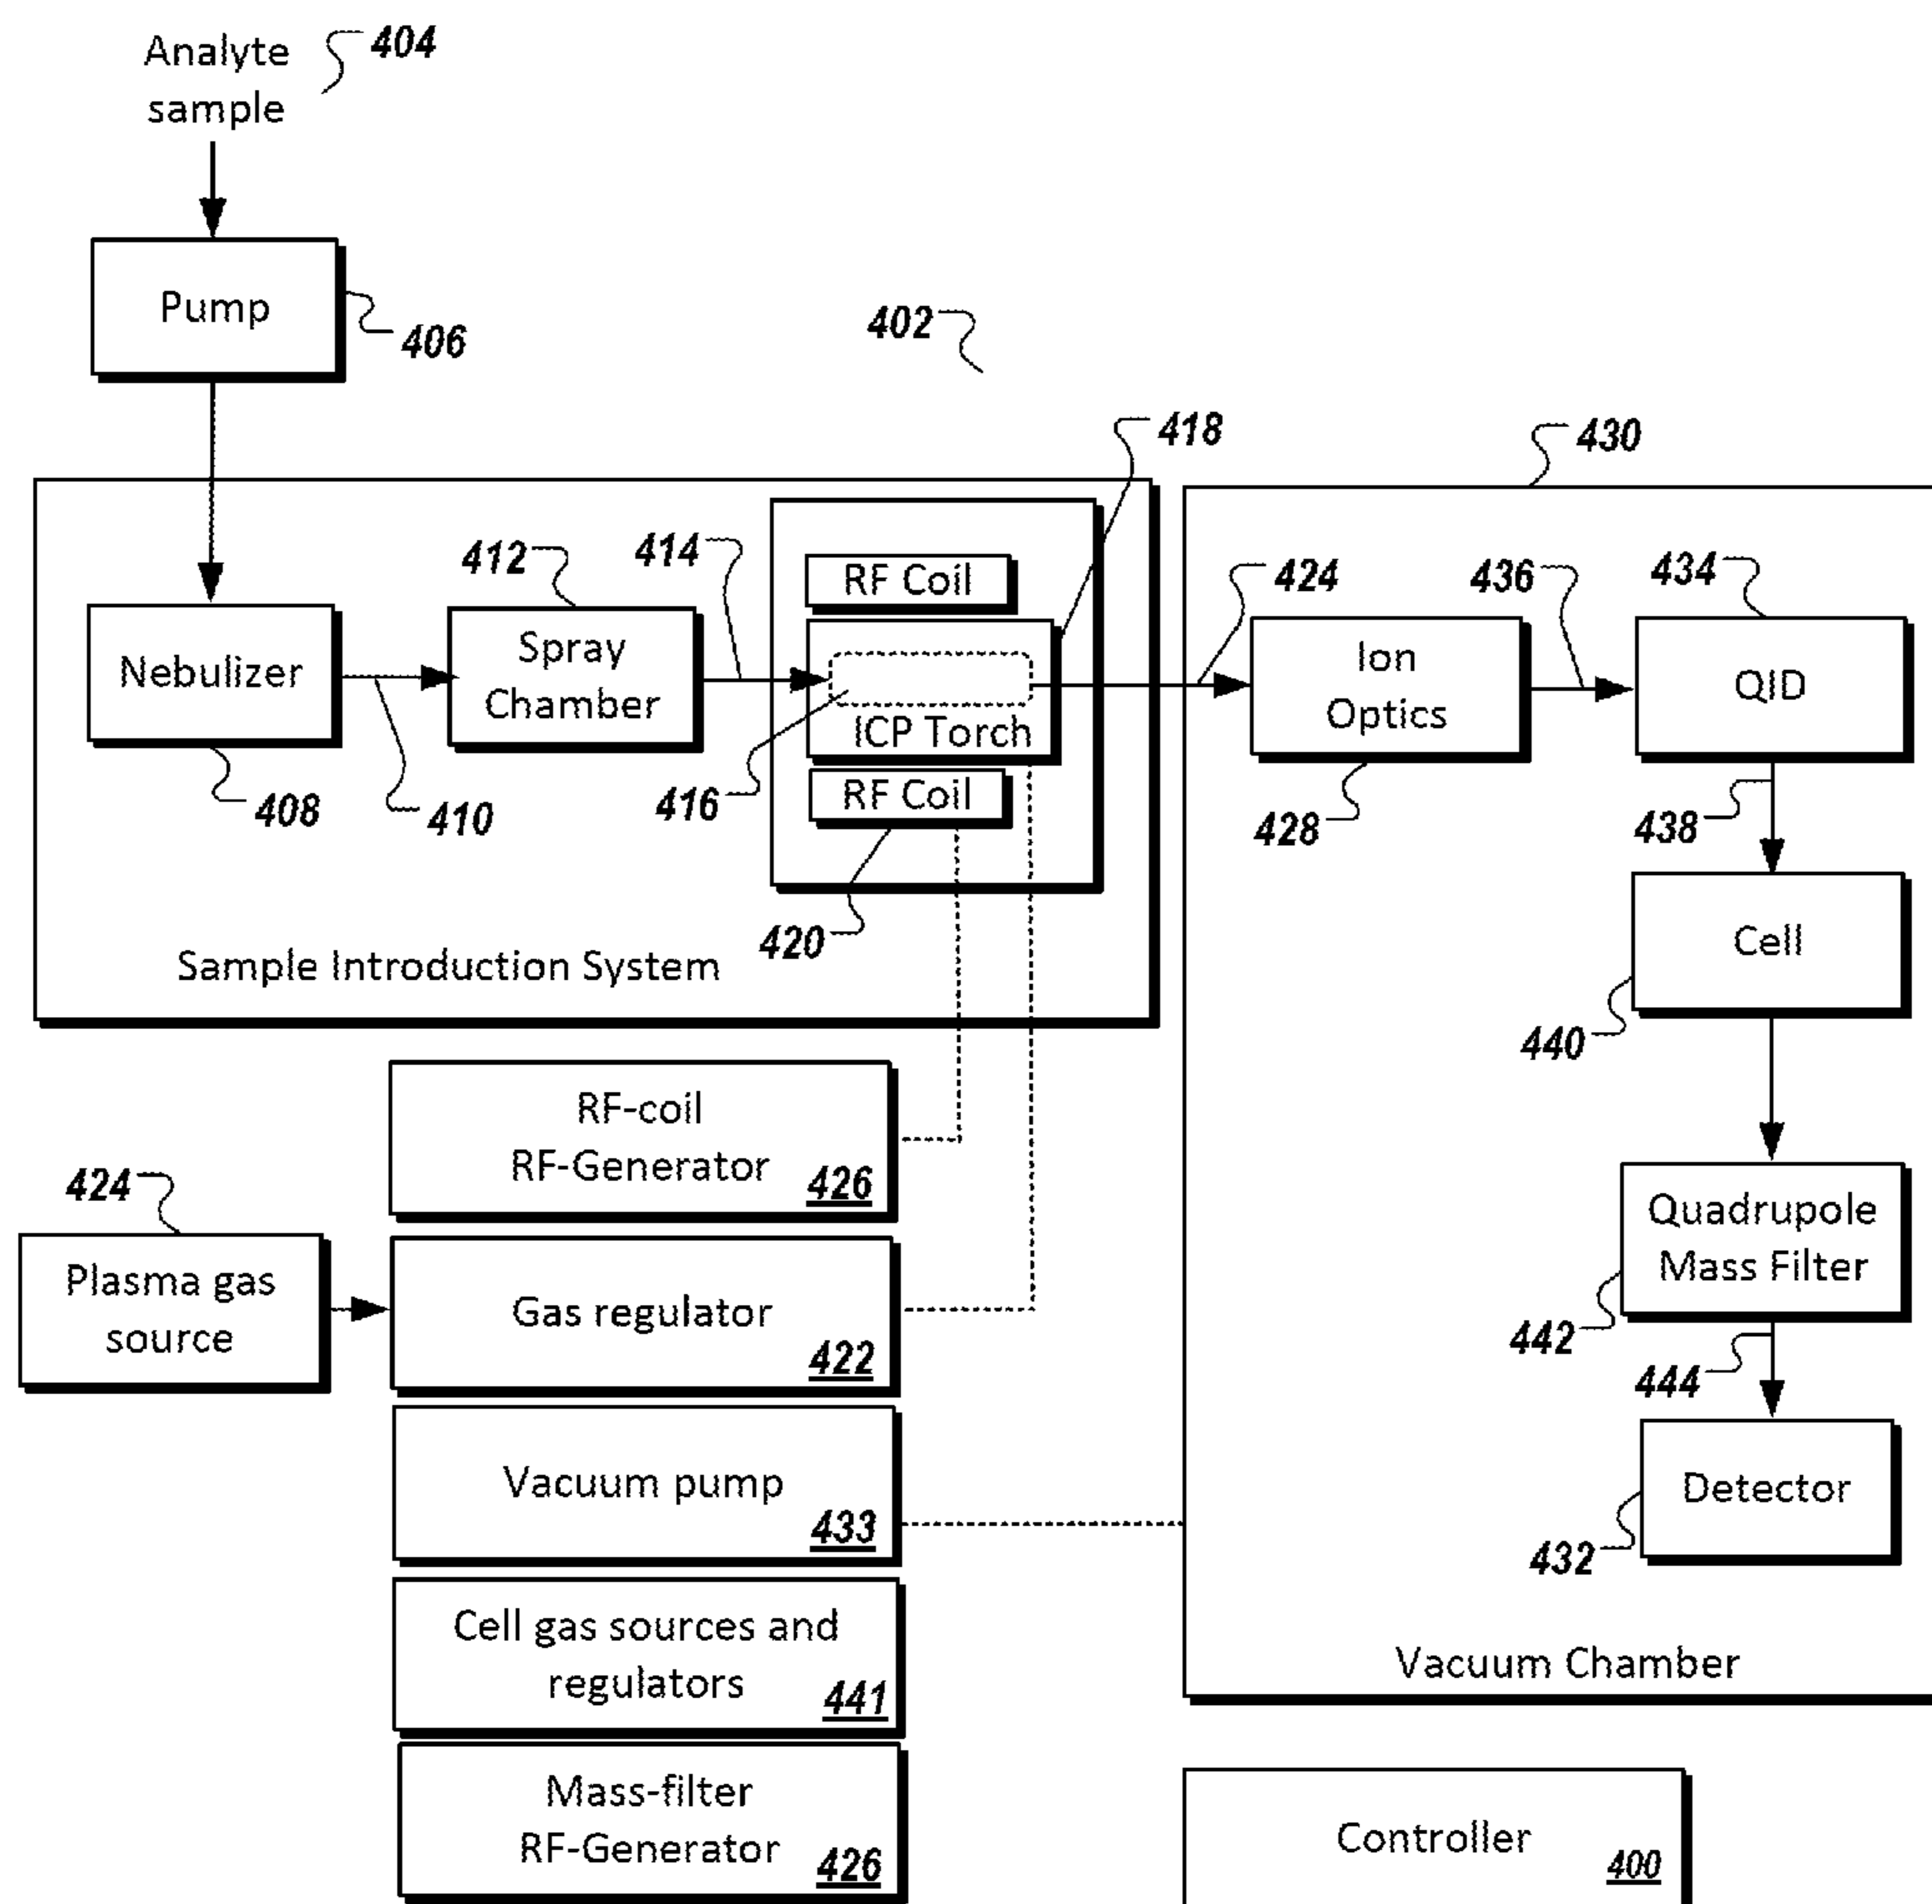 Analyte
sample
404
Pump
406
402
418
430
412
414
RF Coil
424
436
434
Nebulizer
Spray
Chamber
ICP Torch
Ion
Optics
QID
408
410
416
RF Coil
428
438
420
Cell
Sample Introduction System
440
RF-coil
RF-Generator
426
424
Quadrupole
Mass Filter
Plasma gas
source
Gas regulator
422
442
444
Vacuum pump
433
Detector
432
Cell gas sources and
regulators
441
Vacuum Chamber
Mass-filter
RF-Generator
426
Controller
400